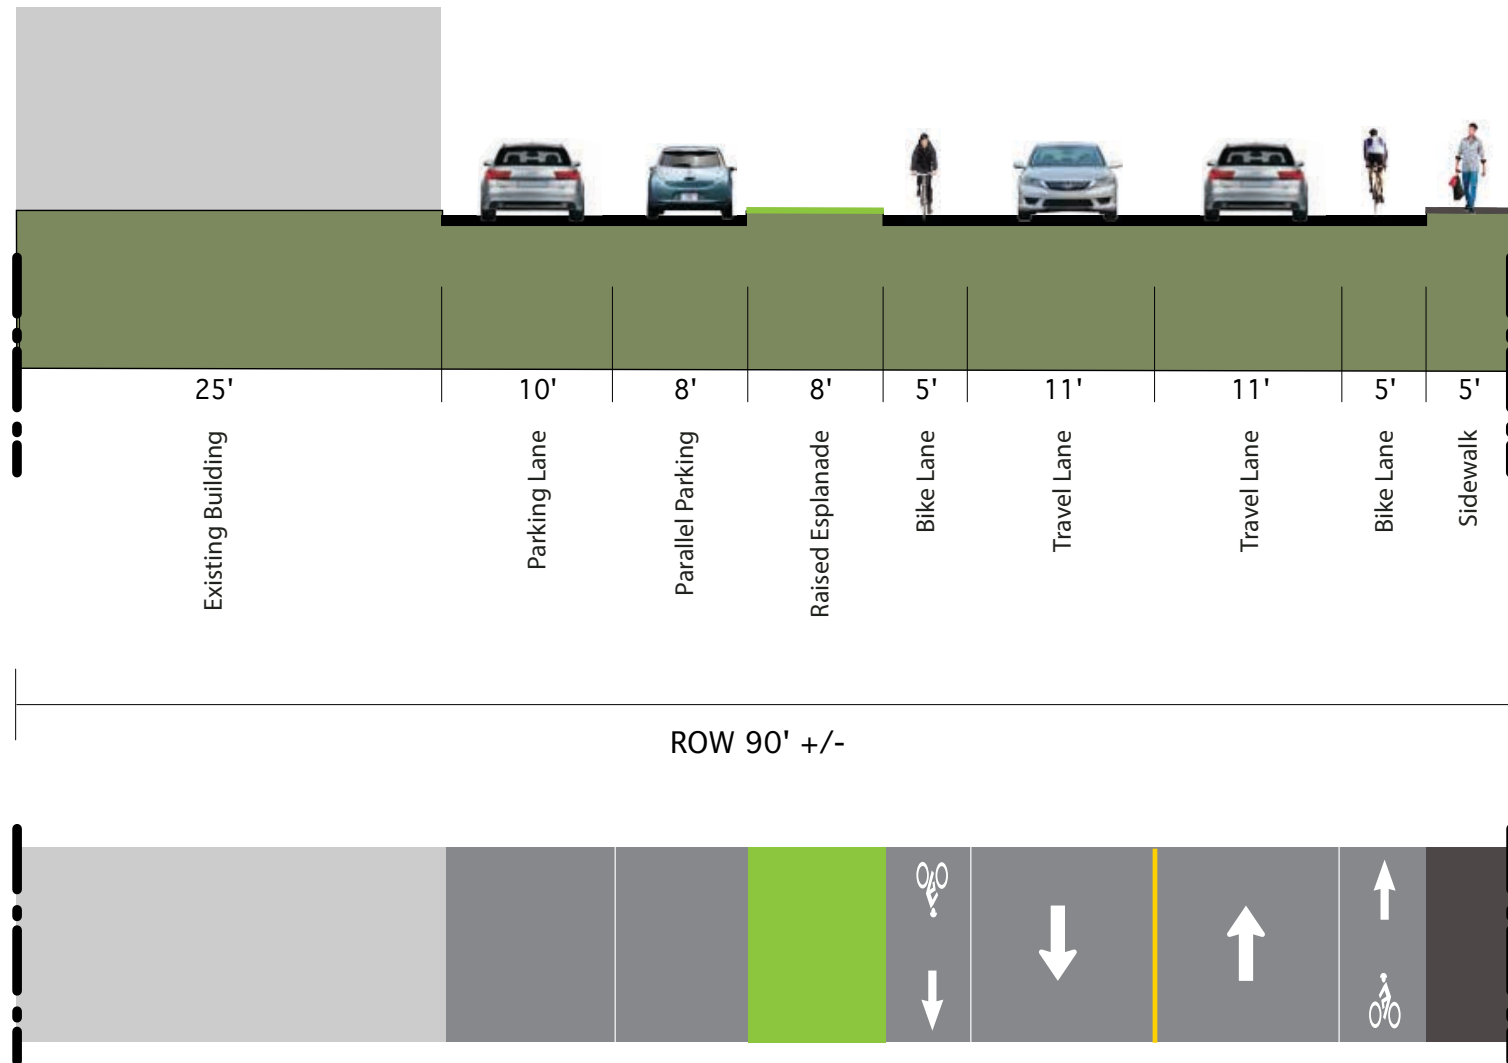 25'
10'
8'
8'
5'
11'
11'
5'
5'
Existing Building
Parking Lane
Parallel Parking
Raised Esplanade
Bike Lane
Travel Lane
Travel Lane
Bike Lane
Sidewalk
ROW 90' +/-